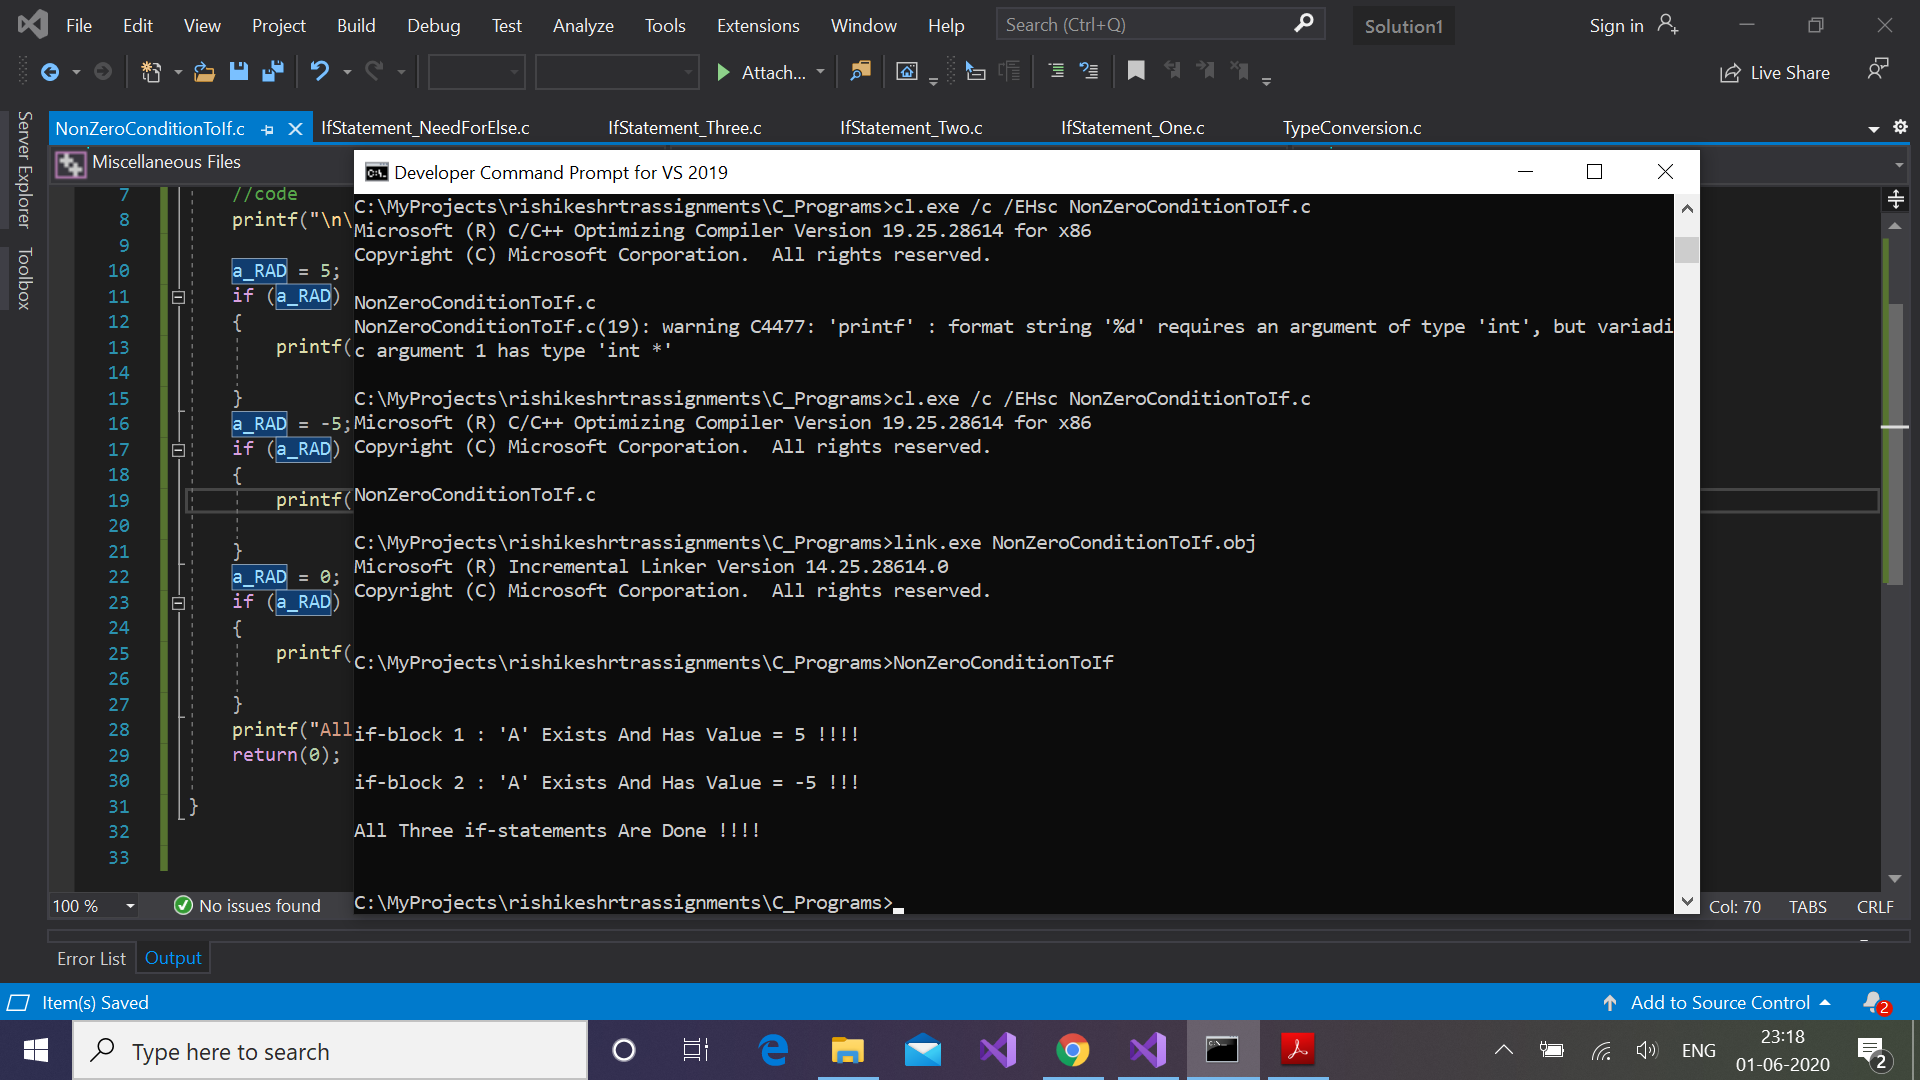 File Edit View Project Build Debug Test Analyze Tools Extensions Window Help Search (Ctrl+Q) Solution1 Sign in
Attach... Live Share
Server Explorer
Toolbox
NonZeroConditionToIf.c IfStatement_NeedForElse.c IfStatement_Three.c IfStatement_Two.c IfStatement_One.c TypeConversion.c
Miscellaneous Files
7 //code
8 printf("\n\
9
10 a_RAD = 5;
11 if (a_RAD)
12 {
13 printf(
14
15 }
16 a_RAD = -5;
17 if (a_RAD)
18 {
19 printf(
20
21 }
22 a_RAD = 0;
23 if (a_RAD)
24 {
25 printf(
26
27 }
28 printf("All
29 return(0);
30
31 }
32
33
Developer Command Prompt for VS 2019
C:\MyProjects\rishikeshrtrassignments\C_Programs>cl.exe /c /EHsc NonZeroConditionToIf.c
Microsoft (R) C/C++ Optimizing Compiler Version 19.25.28614 for x86
Copyright (C) Microsoft Corporation.  All rights reserved.
NonZeroConditionToIf.c
NonZeroConditionToIf.c(19): warning C4477: 'printf' : format string '%d' requires an argument of type 'int', but variadi
c argument 1 has type 'int *'
C:\MyProjects\rishikeshrtrassignments\C_Programs>cl.exe /c /EHsc NonZeroConditionToIf.c
Microsoft (R) C/C++ Optimizing Compiler Version 19.25.28614 for x86
Copyright (C) Microsoft Corporation.  All rights reserved.
NonZeroConditionToIf.c
C:\MyProjects\rishikeshrtrassignments\C_Programs>link.exe NonZeroConditionToIf.obj
Microsoft (R) Incremental Linker Version 14.25.28614.0
Copyright (C) Microsoft Corporation.  All rights reserved.
C:\MyProjects\rishikeshrtrassignments\C_Programs>NonZeroConditionToIf
if-block 1 : 'A' Exists And Has Value = 5 !!!!
if-block 2 : 'A' Exists And Has Value = -5 !!!
All Three if-statements Are Done !!!!
C:\MyProjects\rishikeshrtrassignments\C_Programs>
100 % No issues found Col: 70 TABS CRLF
Error List Output
Item(s) Saved Add to Source Control 2
Type here to search ENG 23:18
01-06-2020 2